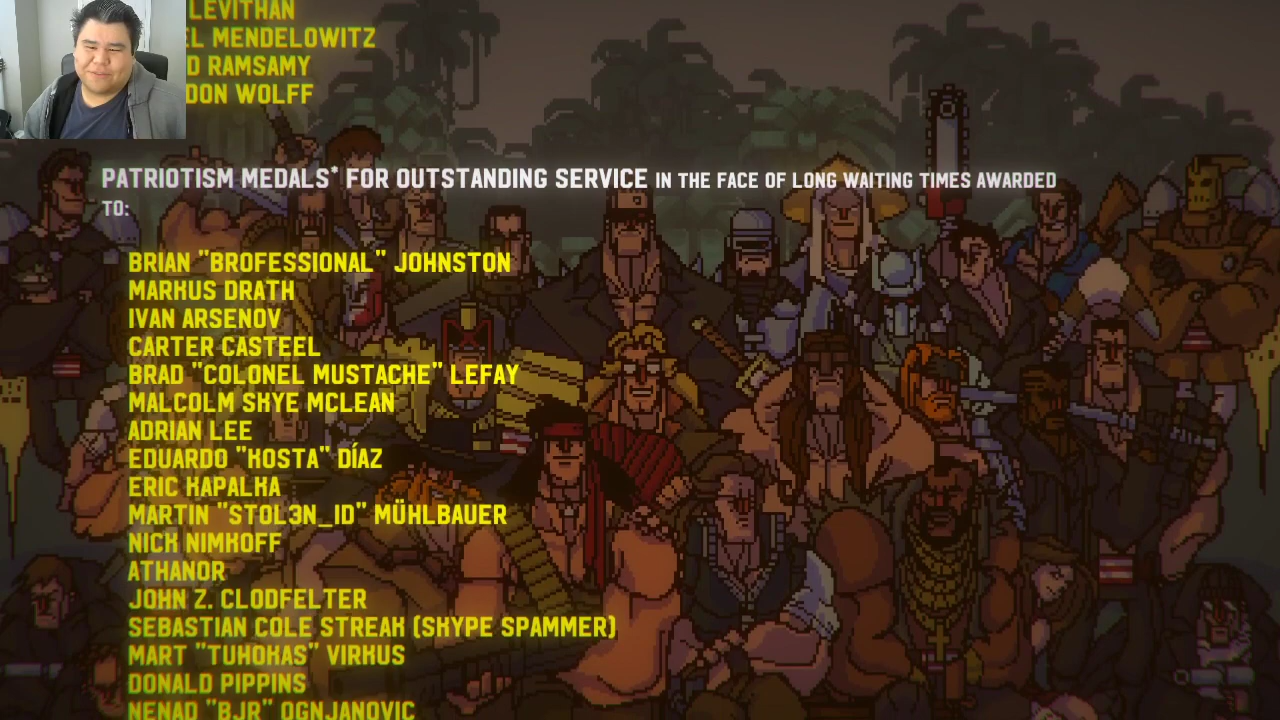 LEVITHAN
EL MENDELOWITZ
D RAMSAMY
DON WOLFF
PATRIOTISM MEDALS* FOR OUTSTANDING SERVICE IN THE FACE OF LONG WAITING TIMES AWARDED
TO:
BRIAN "BROFESSIONAL" JOHNSTON
MARKUS DRATH
IVAN ARSENOV
CARTER CASTEEL
BRAD "COLONEL MUSTACHE" LEFAY
MALCOLM SKYE MCLEAN
ADRIAN LEE
EDUARDO "KOSTA" DÍAZ
ERIC KAPALKA
MARTIN "STOL3N_ID" MÜHLBAUER
NICK NIMKOFF
ATHANOR
JOHN Z. CLODFELTER
SEBASTIAN COLE STREAK (SKYPE SPAMMER)
MART "TUHOKAS" VIRKUS
DONALD PIPPINS
NENAD "BJR" OGNJANOVIC